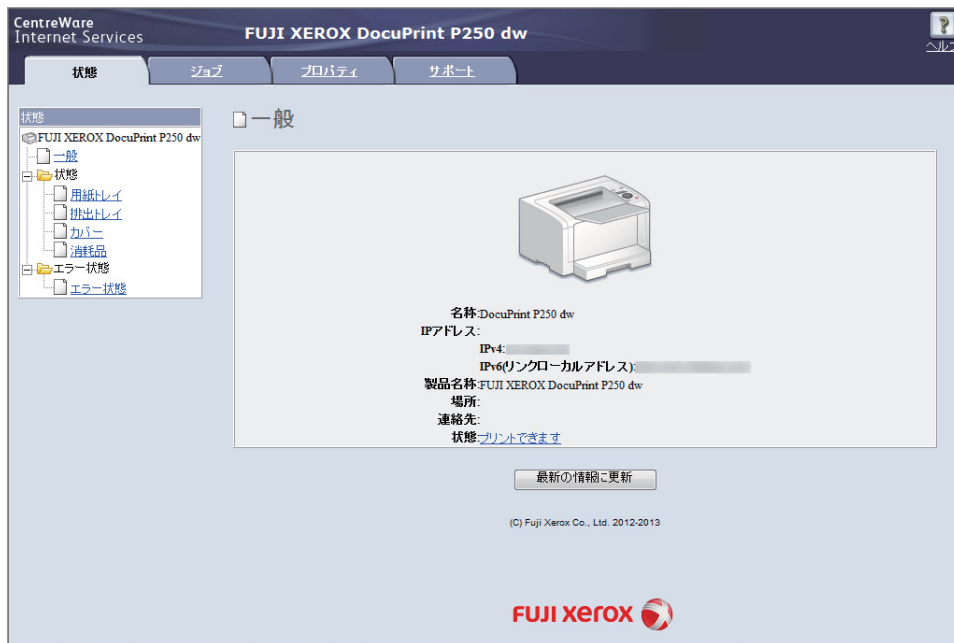 CentreWare
Internet Services
FUJI XEROX DocuPrint P250 dw
?
ヘルプ
状態
ジョブ
プロパティ
サポート
状態
FUJI XEROX DocuPrint P250 dw
一般
状態
用紙トレイ
排出トレイ
カバー
消耗品
エラー状態
エラー状態
一般
名称:DocuPrint P250 dw
IPアドレス:
IPv4:
IPv6(リンクローカルアドレス):
製品名称:FUJI XEROX DocuPrint P250 dw
場所:
連絡先:
状態:プリントできます
最新の情報に更新
(C) Fuji Xerox Co., Ltd. 2012-2013
FUJI xerox